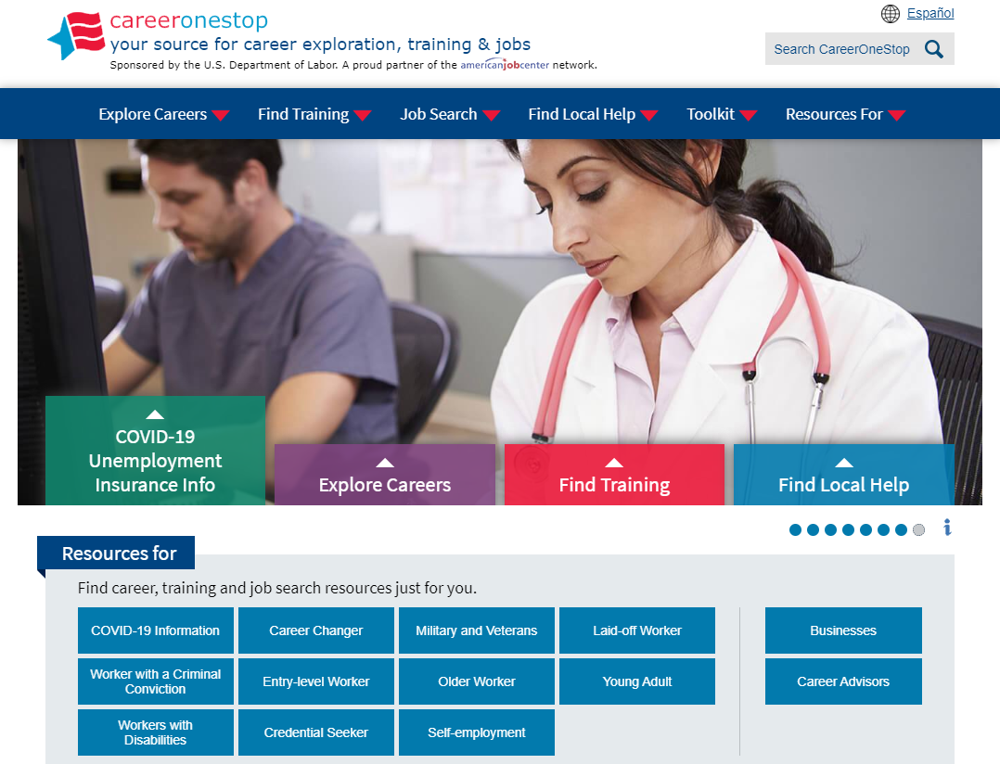 careeronestop
Español
your source for career exploration, training & jobs
Search CareerOneStop
Sponsored by the U.S. Department of Labor. A proud partner of the americanjobcenter network.
Explore Careers Find Training Job Search Find Local Help Toolkit Resources For
COVID-19
Unemployment
Insurance Info
Explore Careers
Find Training
Find Local Help
i
Resources for
Find career, training and job search resources just for you.
COVID-19 Information
Career Changer
Military and Veterans
Laid-off Worker
Businesses
Worker with a Criminal
Conviction
Entry-level Worker
Older Worker
Young Adult
Career Advisors
Workers with
Disabilities
Credential Seeker
Self-employment